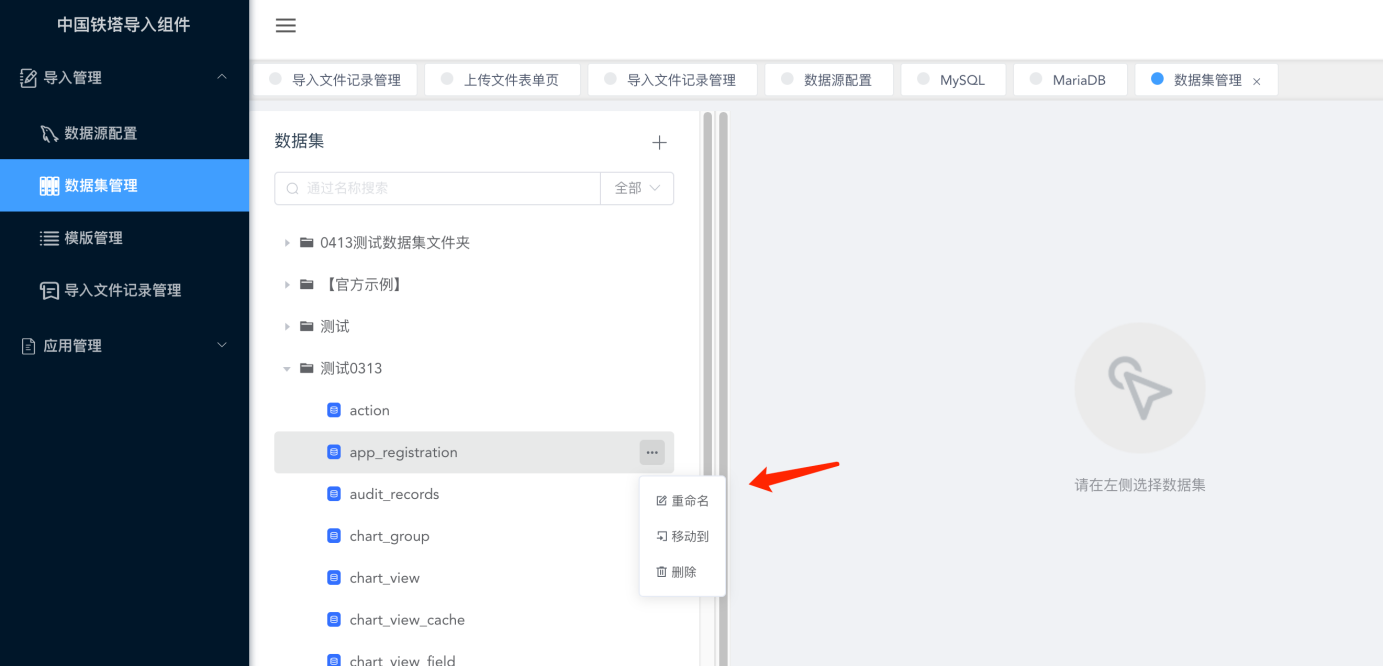 中国铁塔导入组件
导入管理
数据源配置
数据集管理
模版管理
导入文件记录管理
应用管理
导入文件记录管理
上传文件表单页
导入文件记录管理
数据源配置
MySQL
MariaDB
数据集管理
数据集
通过名称搜索
全部
0413测试数据集文件夹
【官方示例】
测试
测试0313
action
app_registration
audit_records
chart_group
chart_view
chart_view_cache
chart_view_field
重命名
移动到
删除
请在左侧选择数据集